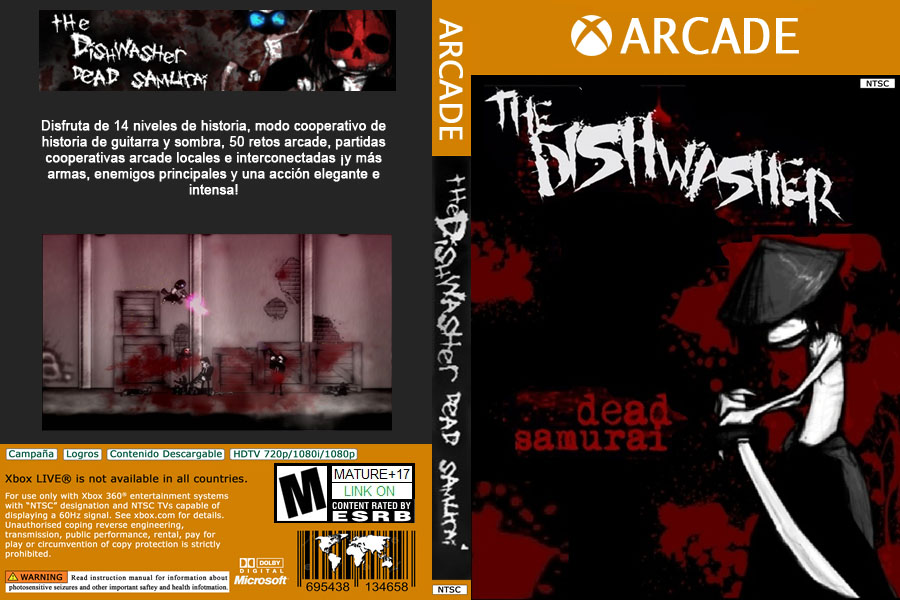 the
Dishwasher
DEAD SAMURAI
Disfruta de 14 niveles de historia, modo cooperativo de
historia de guitarra y sombra, 50 retos arcade, partidas
cooperativas arcade locales e interconectadas ¡y más
armas, enemigos principales y una acción elegante e
intensa!
Campaña Logros Contenido Descargable HDTV 720p/1080i/1080p
Xbox LIVE® is not available in all countries.
For use only with Xbox 360® entertainment systems
with “NTSC” designation and NTSC TVs capable of
displaying a 60Hz signal. See xbox.com for details.
Unauthorised coping reverse engineering,
transmission, public performance, rental, pay for
play or circumvention of copy protection is strictly
prohibited.
WARNING Read instruction manual for information about
photosensitive seizures and other important saftey and health infotmation.
DOLBY
DIGITAL
Microsoft
M
MATURE+17
LINK ON
CONTENT RATED BY
ESRB
695438 134658
ARCADE
the Dishwasher DEAD SAMURAI
NTSC
ARCADE
NTSC
THE
DISHWASHER
dead
samurai